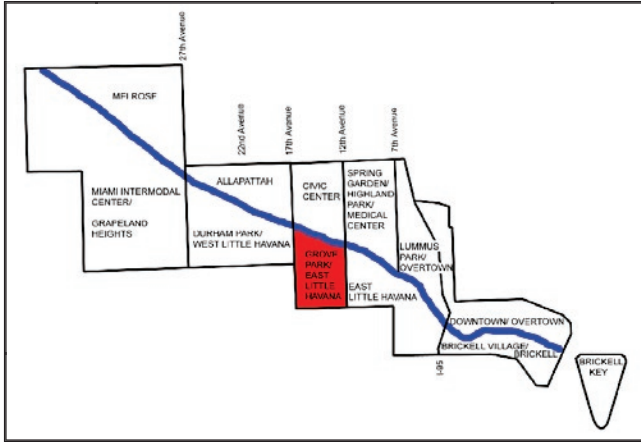 27th Avenue
22nd Avenue
17th Avenue
12th Avenue
7th Avenue
MELROSE
ALLAPATTAH
CIVIC
CENTER
SPRING
GARDEN/
HIGHLAND
PARK/
MEDICAL
CENTER
MIAMI INTERMODAL
CENTER/
GRAPELAND
HEIGHTS
DURHAM PARK/
WEST LITTLE HAVANA
GROVE
PARK/
EAST
LITTLE
HAVANA
LUMMUS
PARK/
OVERTOWN
EAST
LITTLE HAVANA
DOWNTOWN/ OVERTOWN
BRICKELL VILLAGE/
BRICKELL
I-95
BRICKELL
KEY